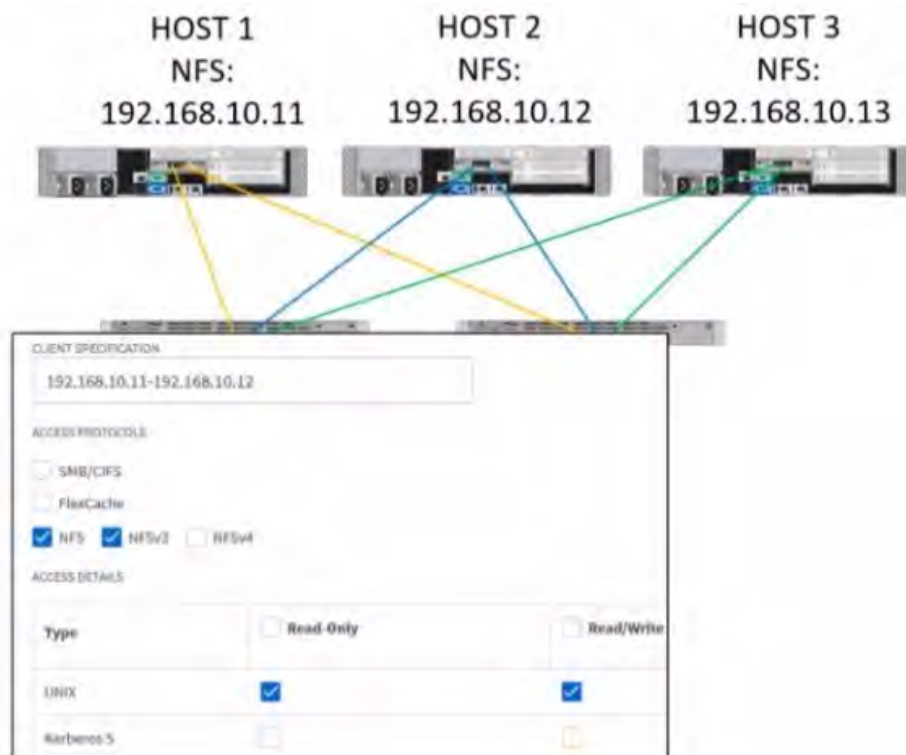 HOST 1
NFS:
192.168.10.11
HOST 2
NFS:
192.168.10.12
HOST 3
NFS:
192.168.10.13
CLIENT SPECIFICATION
192.168.10.11-192.168.10.12
ACCESS PROTOCOLS
SMB/CIFS
FlexCache
NFS NFSv3 NFSv4
ACCESS DETAILS
Type Read-Only Read/Write
UNIX
Kerberos 5